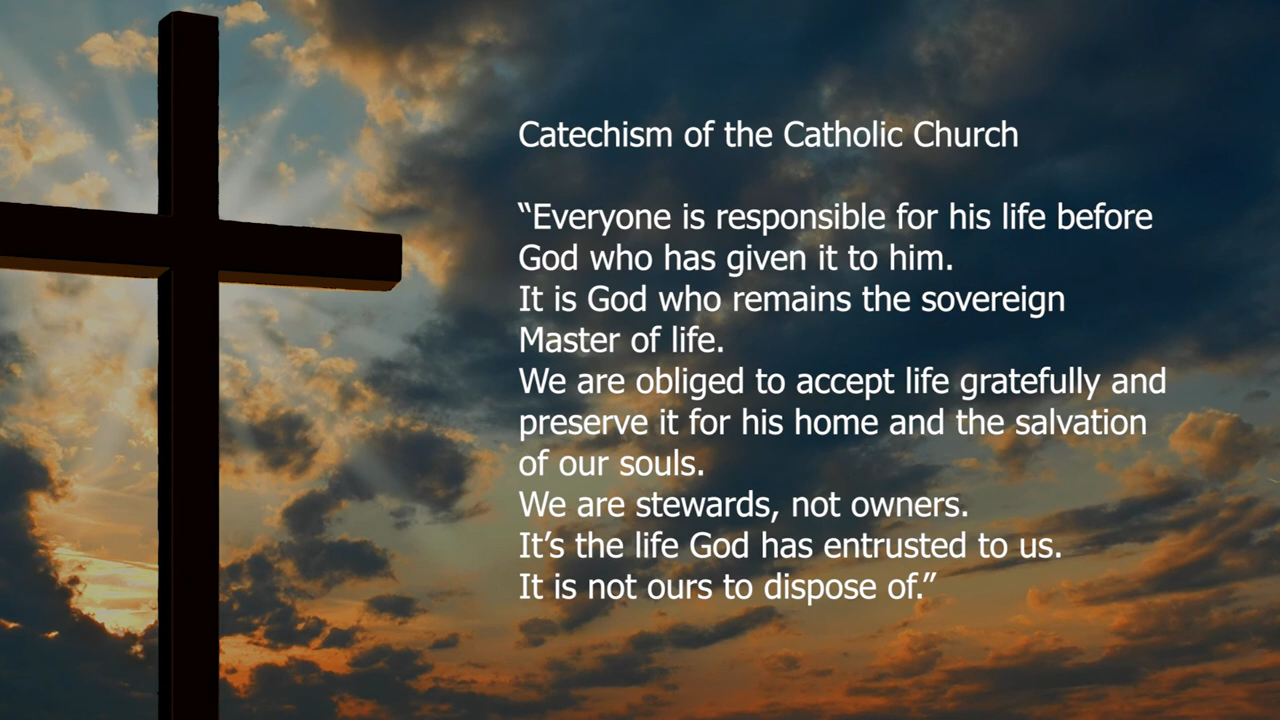 Catechism of the Catholic Church
“Everyone is responsible for his life before
God who has given it to him.
It is God who remains the sovereign
Master of life.
We are obliged to accept life gratefully and
preserve it for his home and the salvation
of our souls.
We are stewards, not owners.
It’s the life God has entrusted to us.
It is not ours to dispose of.”